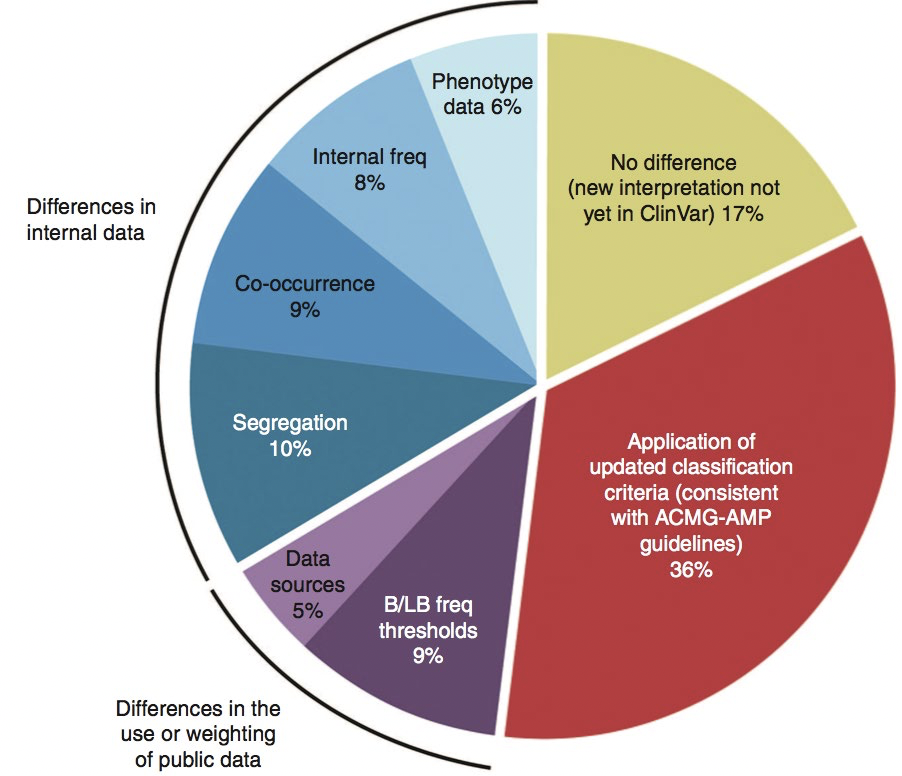 Phenotype
data 6%
Internal freq
8%
No difference
(new interpretation not
yet in ClinVar) 17%
Differences in
internal data
Co-occurrence
9%
Segregation
10%
Application of
updated classification
criteria (consistent
with ACMG-AMP
guidelines)
36%
Data
sources
5%
B/LB freq
thresholds
9%
Differences in the
use or weighting
of public data